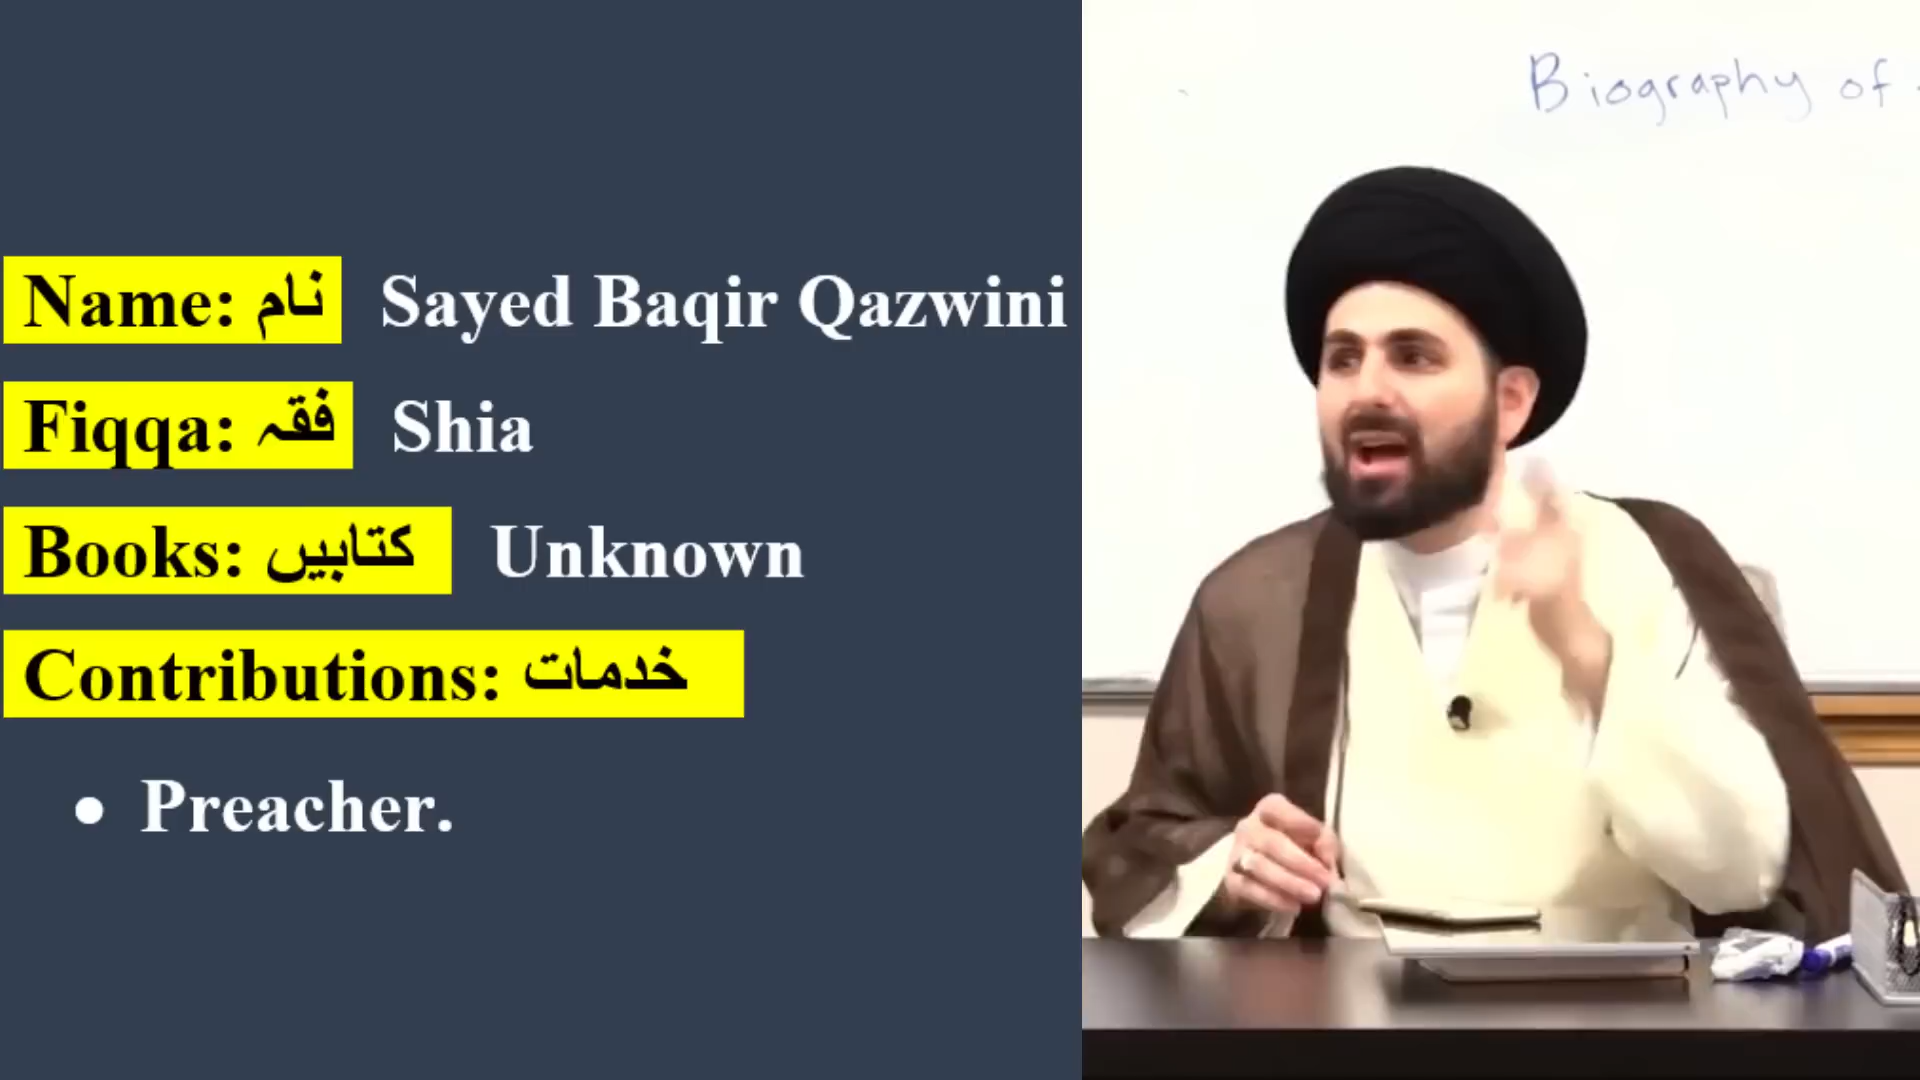 Name: نام Sayed Baqir Qazwini
Fiqqa: فقہ Shia
Books: کتابیں Unknown
Contributions: خدمات
• Preacher.
Biography of